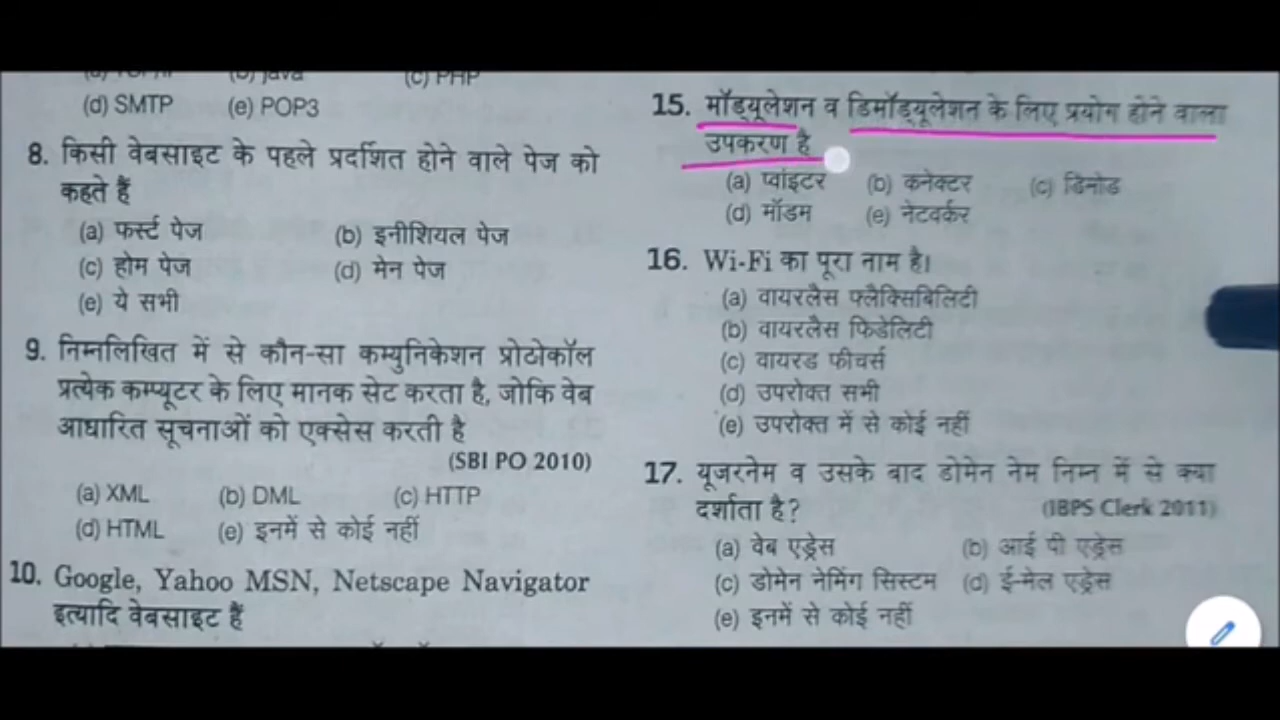 (c) PHP
(d) SMTP (e) POP3
8. किसी वेबसाइट के पहले प्रदर्शित होने वाले पेज को
कहते हैं
(a) फर्स्ट पेज (b) इनीशियल पेज
(c) होम पेज (d) मेन पेज
(e) ये सभी
9. निम्नलिखित में से कौन-सा कम्युनिकेशन प्रोटोकॉल
प्रत्येक कम्प्यूटर के लिए मानक सेट करता है, जोकि वेब
आधारित सूचनाओं को एक्सेस करती है
(SBI PO 2010)
(a) XML (b) DML (c) HTTP
(d) HTML (e) इनमें से कोई नहीं
10. Google, Yahoo MSN, Netscape Navigator
इत्यादि वेबसाइट हैं
15. मॉड्यूलेशन व डिमॉड्यूलेशन के लिए प्रयोग होने वाला
उपकरण है
(a) प्वॉइटर (b) कनेक्टर (c) डिनोड
(d) मॉडम (e) नेटवर्कर
16. Wi-Fi का पूरा नाम है।
(a) वायरलैस फ्लैक्सिबिलिटी
(b) वायरलैस फिडेलिटी
(c) वायरड फीचर्स
(d) उपरोक्त सभी
(e) उपरोक्त में से कोई नहीं
17. यूजरनेम व उसके बाद डोमेन नेम निम्न में से क्या
दर्शाता है?
(IBPS Clerk 2011)
(a) वेब एड्रेस (b) आई पी एड्रेस
(c) डोमेन नेमिंग सिस्टम (d) ई-मेल एड्रेस
(e) इनमें से कोई नहीं